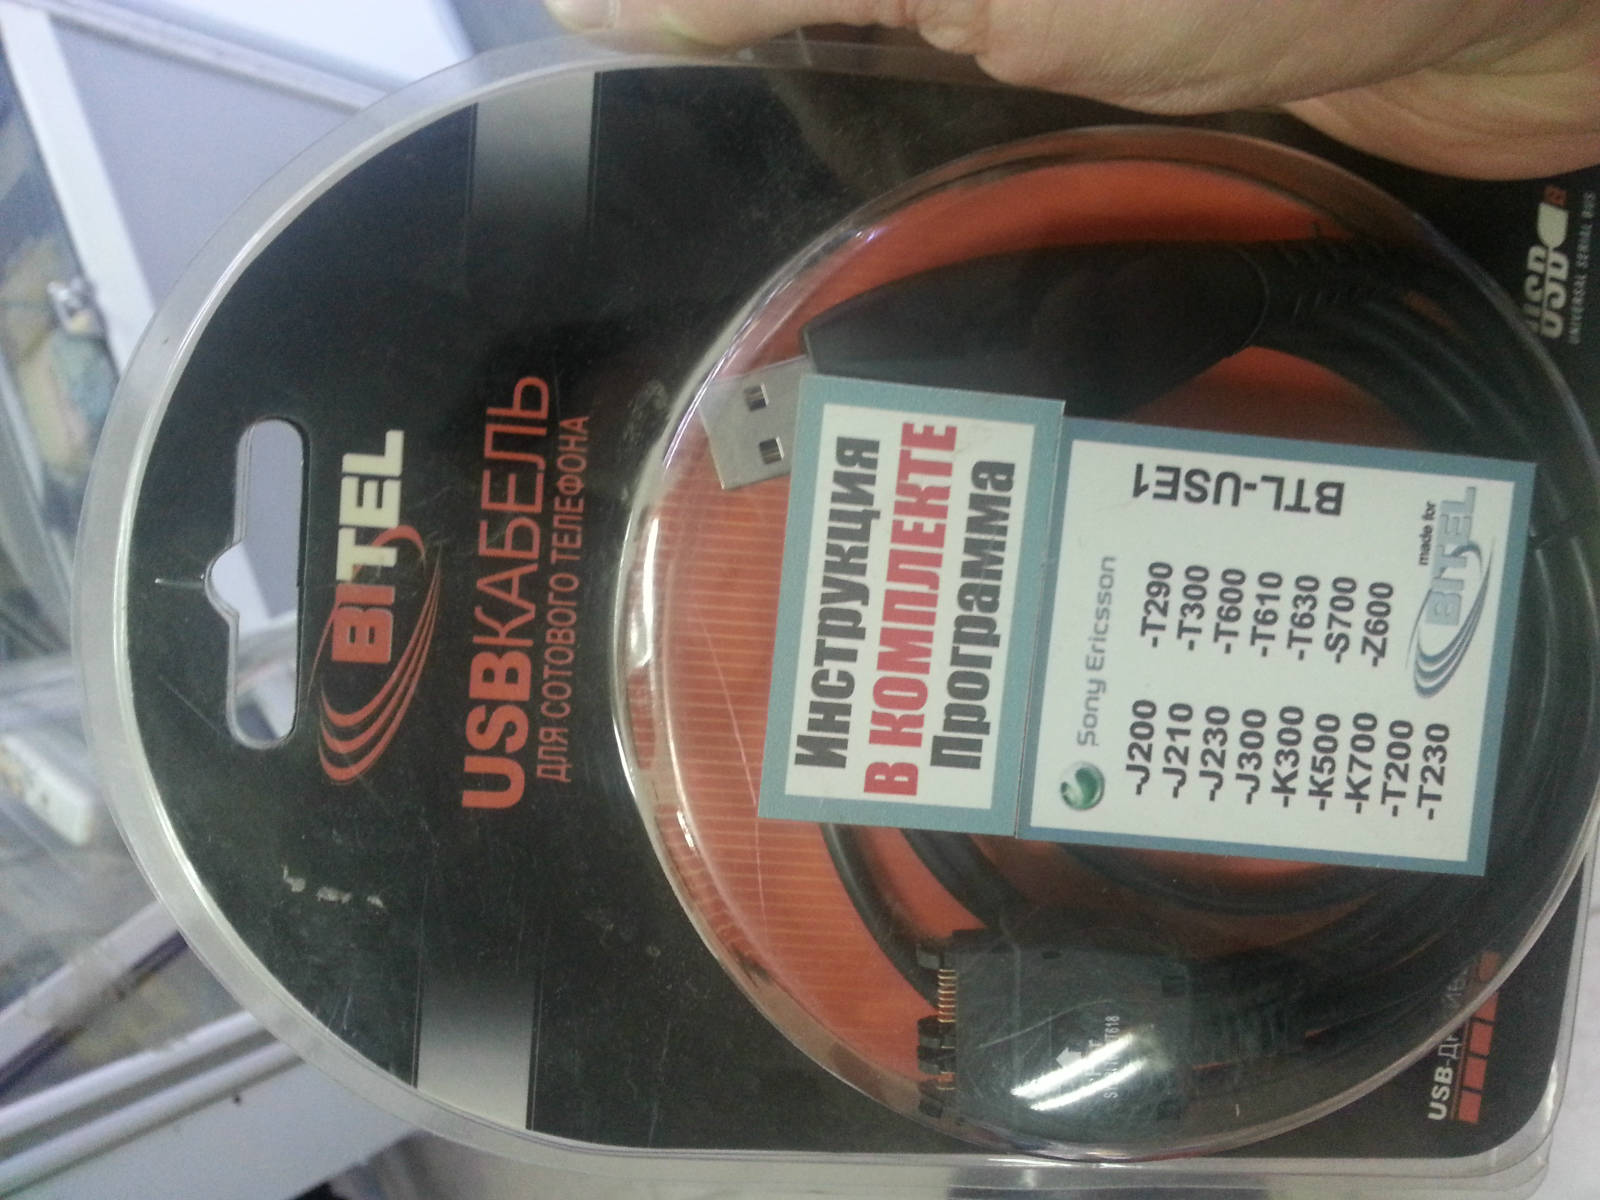 BITEL
USBКАБЕЛЬ
ДЛЯ СОТОВОГО ТЕЛЕФОНА
Инструкция
В КОМПЛЕКТЕ
Программа
Sony Ericsson
-J200 -T290
-J210 -T300
-J230 -T600
-J300 -T610
-K300 -T630
-K500 -S700
-K700 -Z600
-T200
-T230
BTL-USE1
made for
BITEL
T618
USB
UNIVERSAL SERIAL BUS